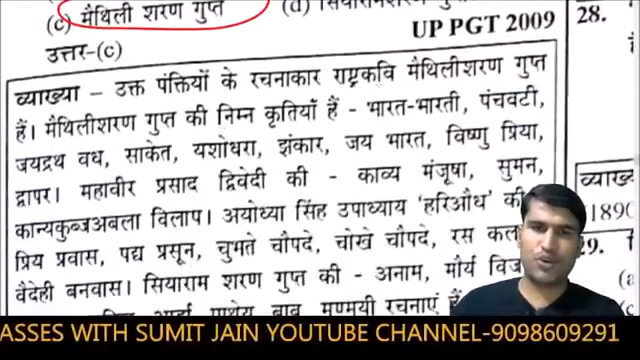 (c) मैथिली शरण गुप्त
उत्तर-(c)
UP PGT 2009
व्याख्या – उक्त पंक्तियों के रचनाकार राष्ट्रकवि मैथिलीशरण गुप्त
हैं। मैथिलीशरण गुप्त की निम्न कृतियाँ हैं - भारत-भारती, पंचवटी,
जयद्रथ वध, साकेत, यशोधरा, झंकार, जय भारत, विष्णु प्रिया,
द्वापर। महावीर प्रसाद द्विवेदी की - काव्य मंजूषा, सुमन,
कान्यकुब्जअबला विलाप। अयोध्या सिंह उपाध्याय 'हरिऔध' की
प्रिय प्रवास, पद्य प्रसून, चुभते चौपदे, चोखे चौपदे, रस
वैदेही बनवास। सियाराम शरण गुप्त की - अनाम, मौर्य
रचनाएं
28.
व्याख्या
1890
29.
(a
ASSES WITH SUMIT JAIN YOUTUBE CHANNEL-9098609291